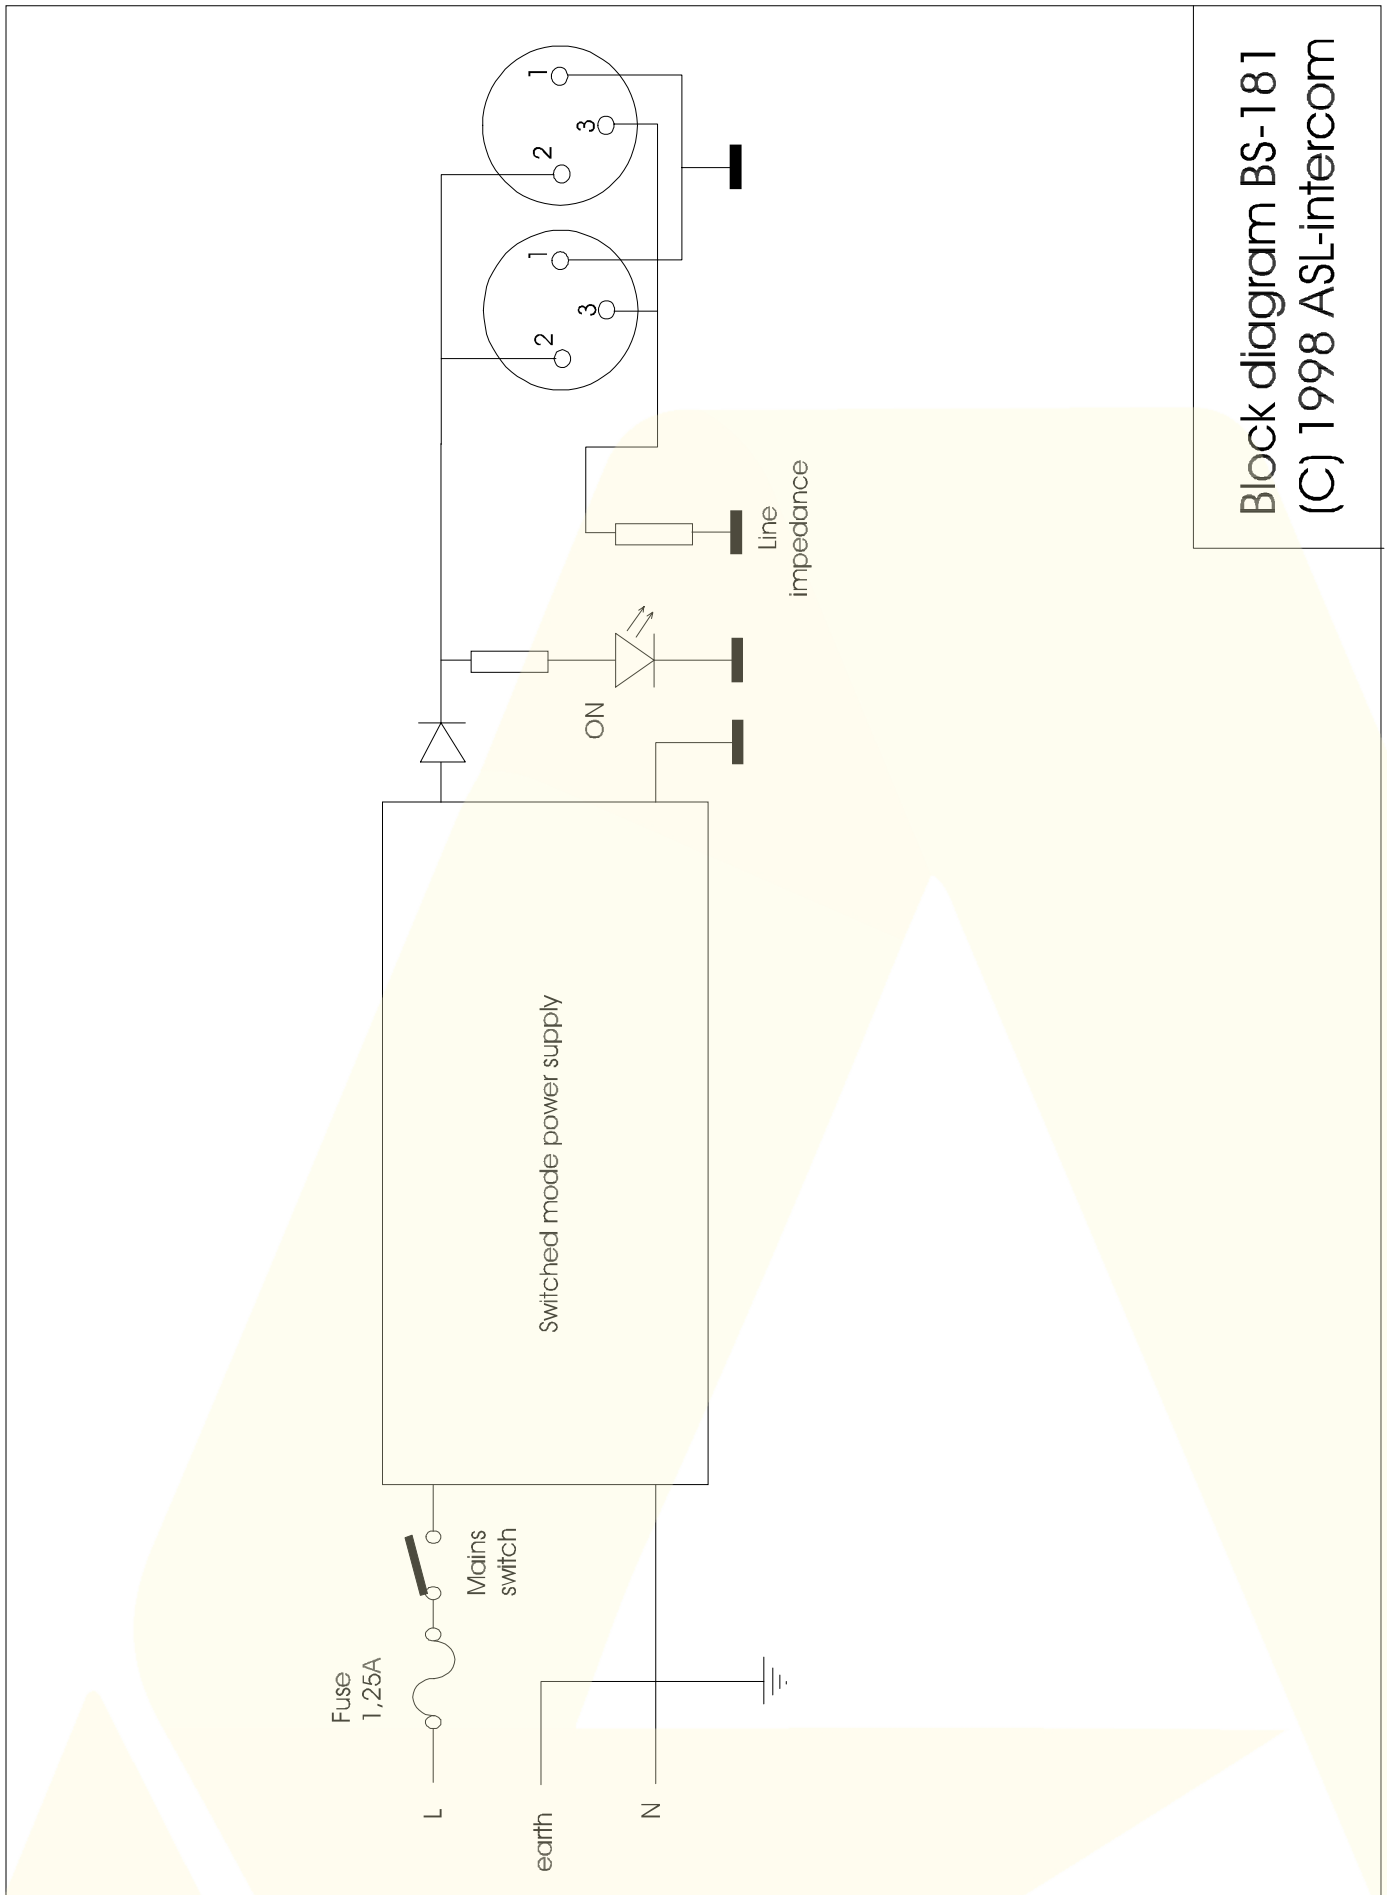 Fuse
1,25A
L
Mains
switch
earth
N
Switched mode power supply
ON
Line
impedance
2
3
1
2
3
1
Block diagram BS-181
(C) 1998 ASL-intercom